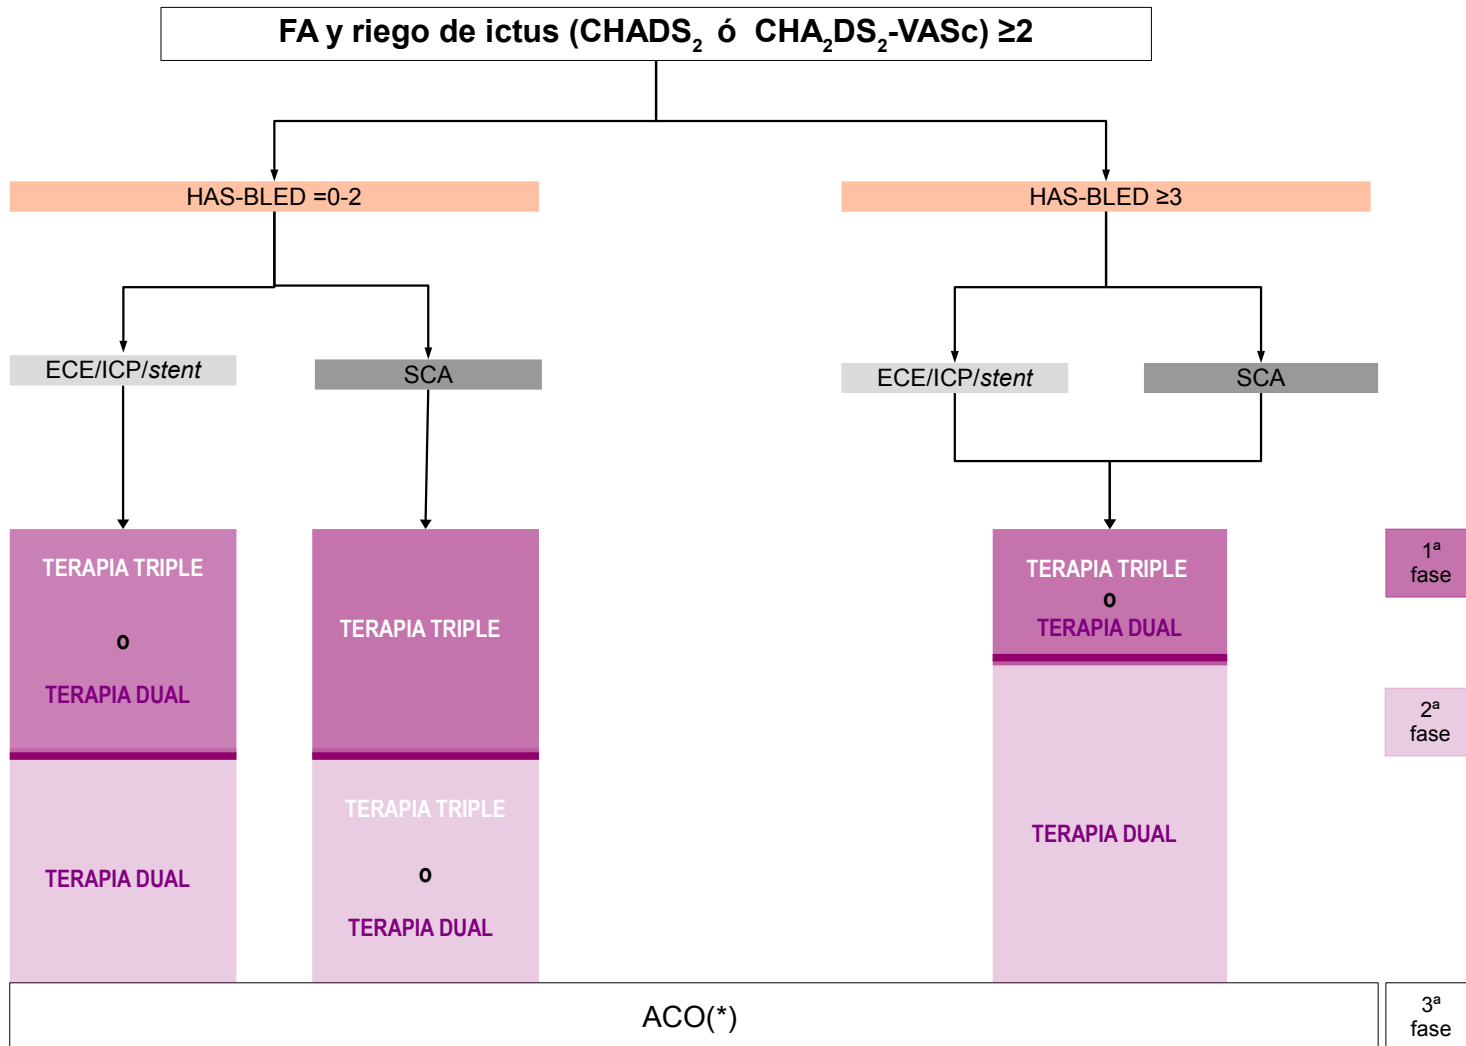 FA y riego de ictus (CHADS₂ ó CHA₂DS₂-VASc) ≥2
HAS-BLED =0-2
HAS-BLED ≥3
ECE/ICP/stent
SCA
ECE/ICP/stent
SCA
TERAPIA TRIPLE
o
TERAPIA DUAL
TERAPIA DUAL
TERAPIA TRIPLE
TERAPIA TRIPLE
o
TERAPIA DUAL
TERAPIA TRIPLE
o
TERAPIA DUAL
TERAPIA DUAL
1ª
fase
2ª
fase
ACO(*)
3ª
fase